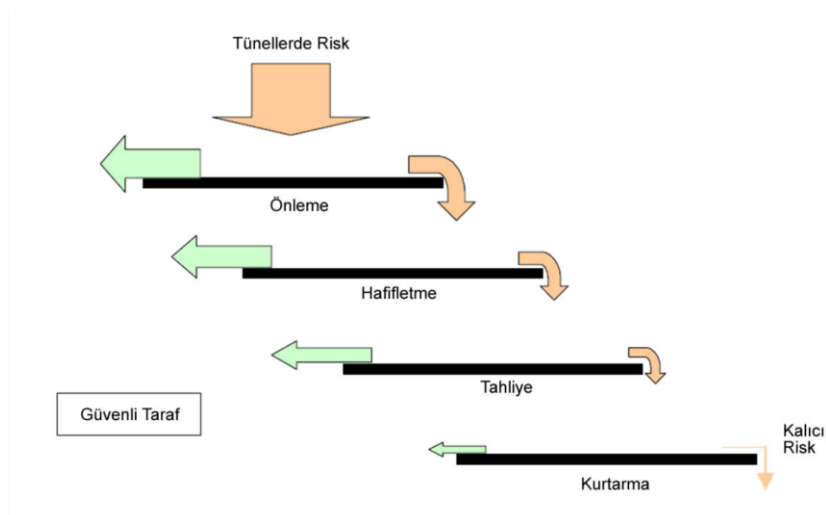 Tünellerde Risk
Önleme
Hafifletme
Tahliye
Güvenli Taraf
Kalıcı
Risk
Kurtarma